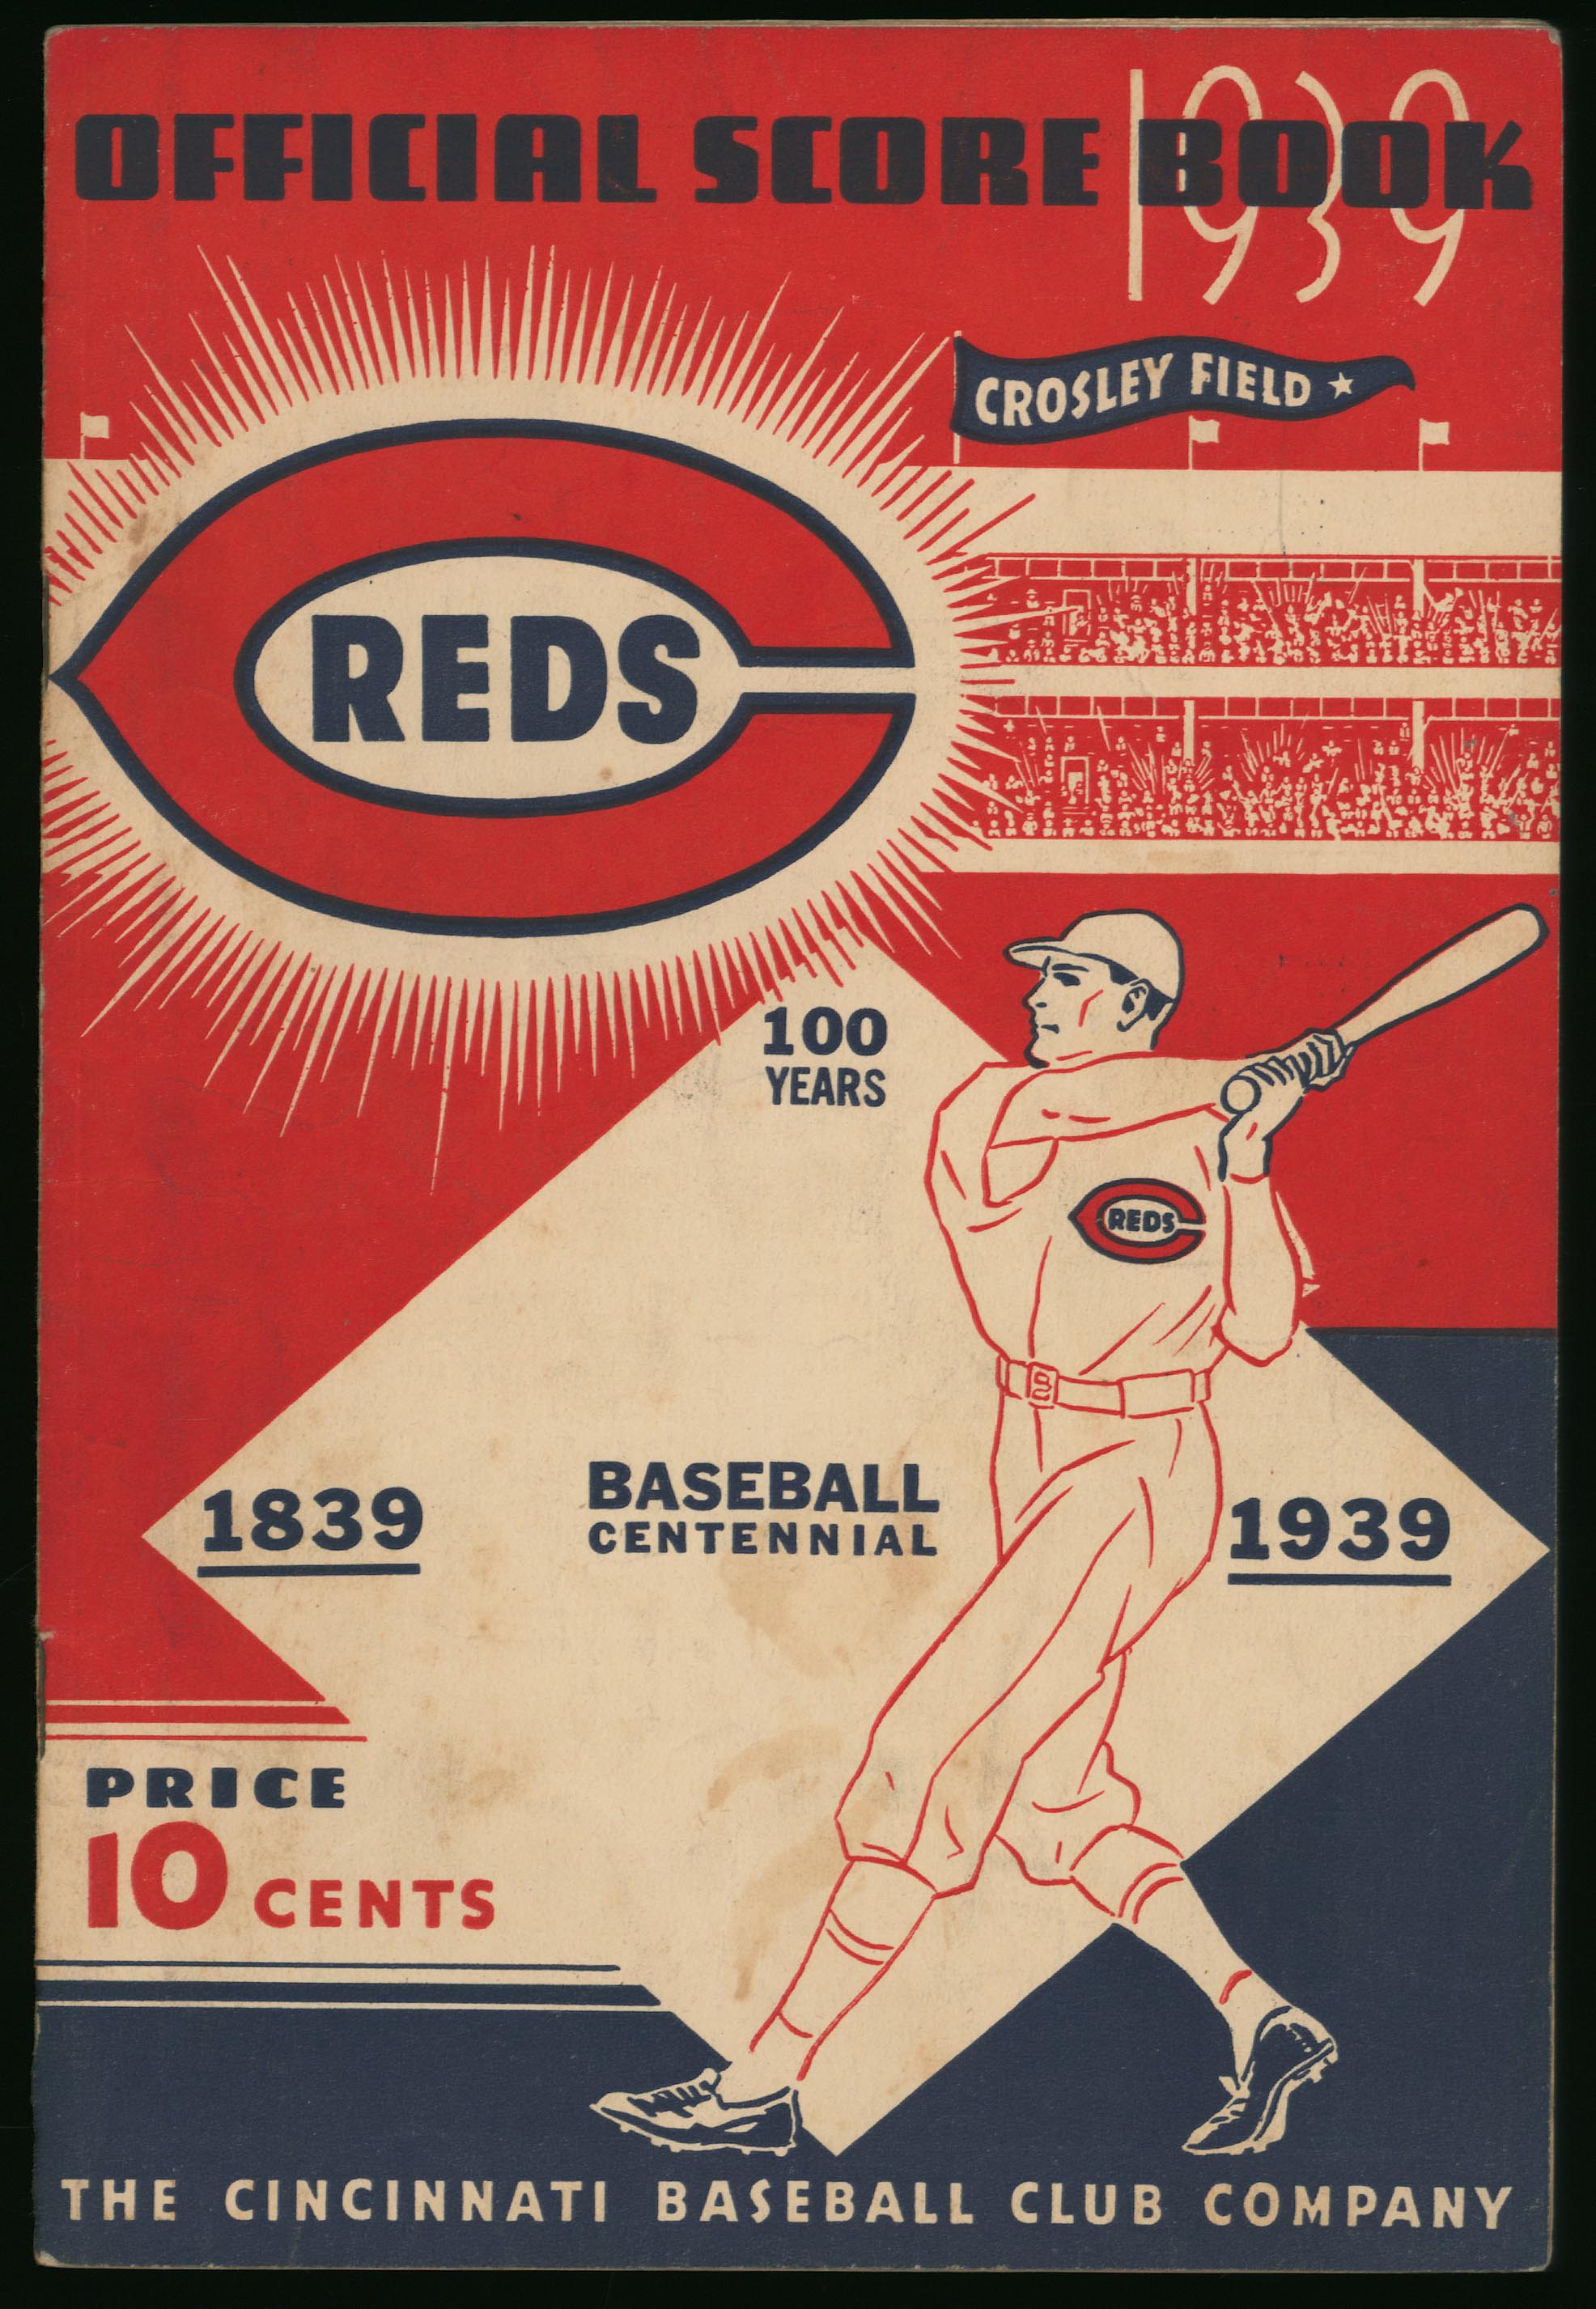 1939
OFFICIAL SCORE BOOK
CROSLEY FIELD
REDS
100
YEARS
REDS
1839
BASEBALL
CENTENNIAL
1939
PRICE
10 CENTS
THE CINCINNATI BASEBALL CLUB COMPANY